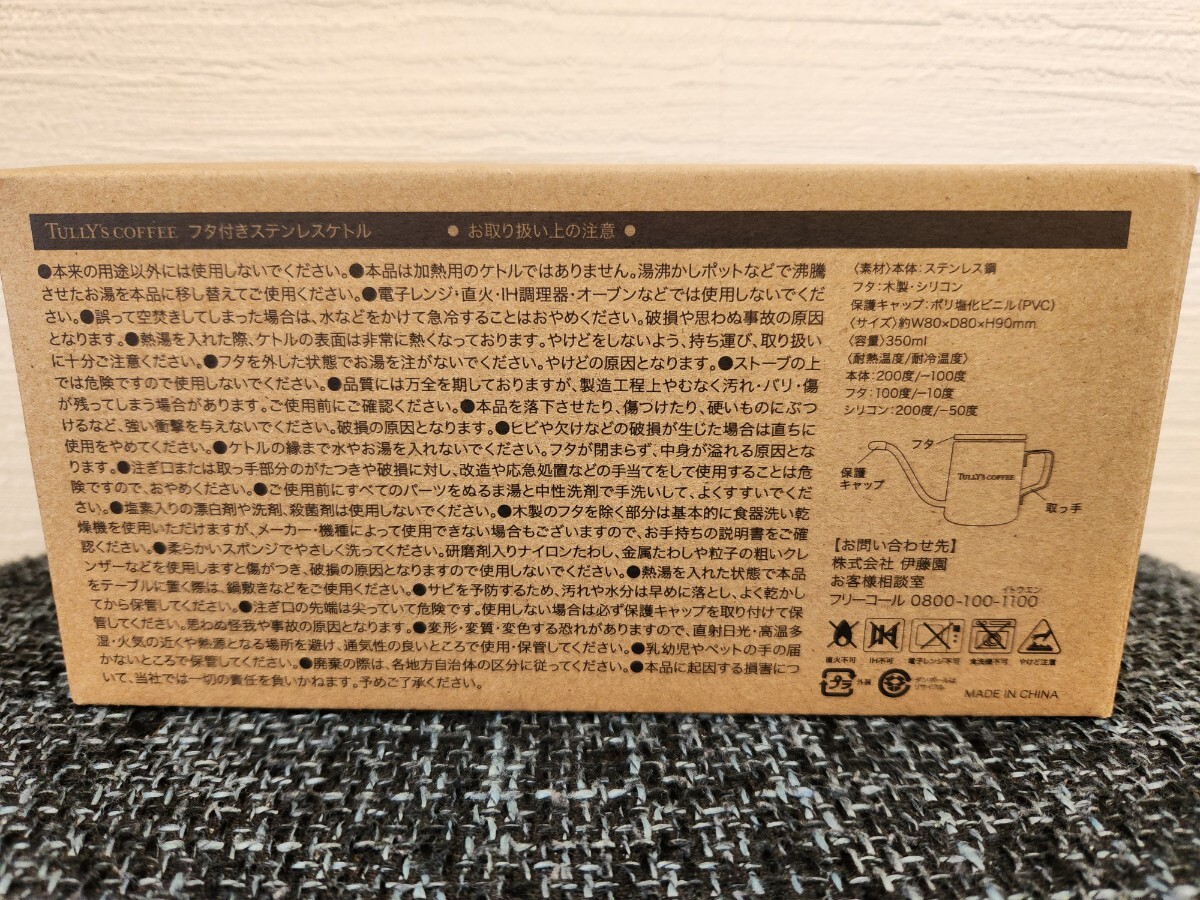 TULLY'S COFFEE フタ付きステンレスケトル ● お取り扱い上の注意 ●
●本来の用途以外には使用しないでください。●本品は加熱用のケトルではありません。湯沸かしポットなどで沸騰
させたお湯を本品に移し替えてご使用ください。●電子レンジ・直火・IH調理器・オーブンなどでは使用しないでくだ
さい。●誤って空焚きしてしまった場合は、水などをかけて急冷することはおやめください。破損や思わぬ事故の原因
となります。●熱湯を入れた際、ケトルの表面は非常に熱くなっております。やけどをしないよう、持ち運び、取り扱い
に十分ご注意ください。●フタを外した状態でお湯を注がないでください。やけどの原因となります。●ストーブの上
では危険ですので使用しないでください。●品質には万全を期しておりますが、製造工程上やむなく汚れ・バリ・傷
が残ってしまう場合があります。ご使用前にご確認ください。●本品を落下させたり、傷つけたり、硬いものにぶつ
けるなど、強い衝撃を与えないでください。破損の原因となります。●ヒビや欠けなどの破損が生じた場合は直ちに
使用をやめてください。●ケトルの縁まで水やお湯を入れないでください。フタが閉まらず、中身が溢れる原因とな
ります。●注ぎ口または取っ手部分のがたつきや破損に対し、改造や応急処置などの手当てをして使用することは危
険ですので、おやめください。●ご使用前にすべてのパーツをぬるま湯と中性洗剤で手洗いして、よくすすいでくだ
さい。●塩素入りの漂白剤や洗剤、殺菌剤は使用しないでください。●木製のフタを除く部分は基本的に食器洗い乾
燥機を使用いただけますが、メーカー・機種によって使用できない場合もございますので、お手持ちの説明書をご確
認ください。●柔らかいスポンジでやさしく洗ってください。研磨剤入りナイロンたわし、金属たわしや粒子の粗いクレ
ンザーなどを使用しますと傷がつき、破損の原因となりますので使用しないでください。●熱湯を入れた状態で本品
をテーブルに置く際は、鍋敷きなどをご使用ください。●サビを予防するため、汚れや水分は早めに落とし、よく乾かし
てから保管してください。●注ぎ口の先端は尖っていて危険です。使用しない場合は必ず保護キャップを取り付けて保
管してください。思わぬ怪我や事故の原因となります。●変形・変質・変色する恐れがありますので、直射日光・高温多
湿・火気の近くや熱源となる場所を避け、通気性の良いところで使用・保管してください。●乳幼児やペットの手の届
かないところで保管してください。●廃棄の際は、各地方自治体の区分に従ってください。●本品に起因する損害につ
いて、当社では一切の責任を負いかねます。予めご了承ください。
〈素材〉本体：ステンレス鋼
フタ：木製・シリコン
保護キャップ：ポリ塩化ビニル（PVC）
〈サイズ〉約W80×D80×H90mm
〈容量〉350ml
〈耐熱温度/耐冷温度〉
本体：200度/−100度
フタ：100度/−10度
シリコン：200度/−50度
フタ
保護
キャップ
TULLY'S COFFEE
取っ手
【お問い合わせ先】
株式会社 伊藤園
お客様相談室
イトウエン
フリーコール 0800-100-1100
直火不可 IH不可 電子レンジ不可 食洗機不可 やけど注意
プラ 外装
ダンボールは
リサイクル
MADE IN CHINA